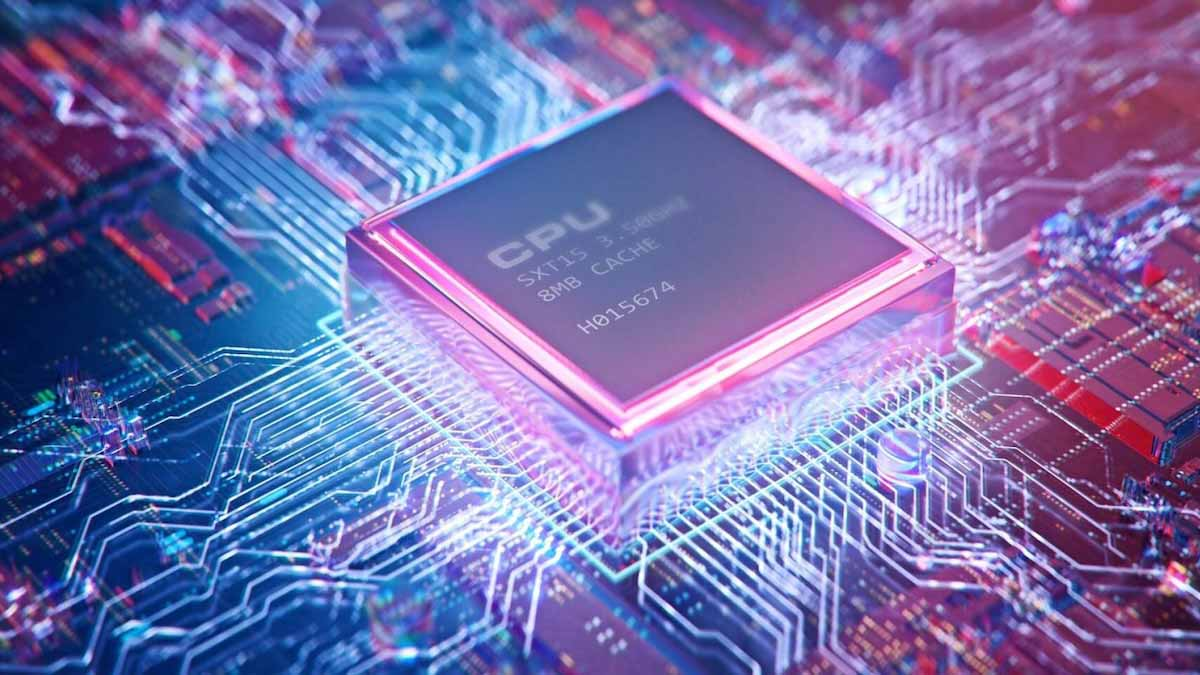 CPU
SXT15 3.50GHZ
8MB CACHE
H015674